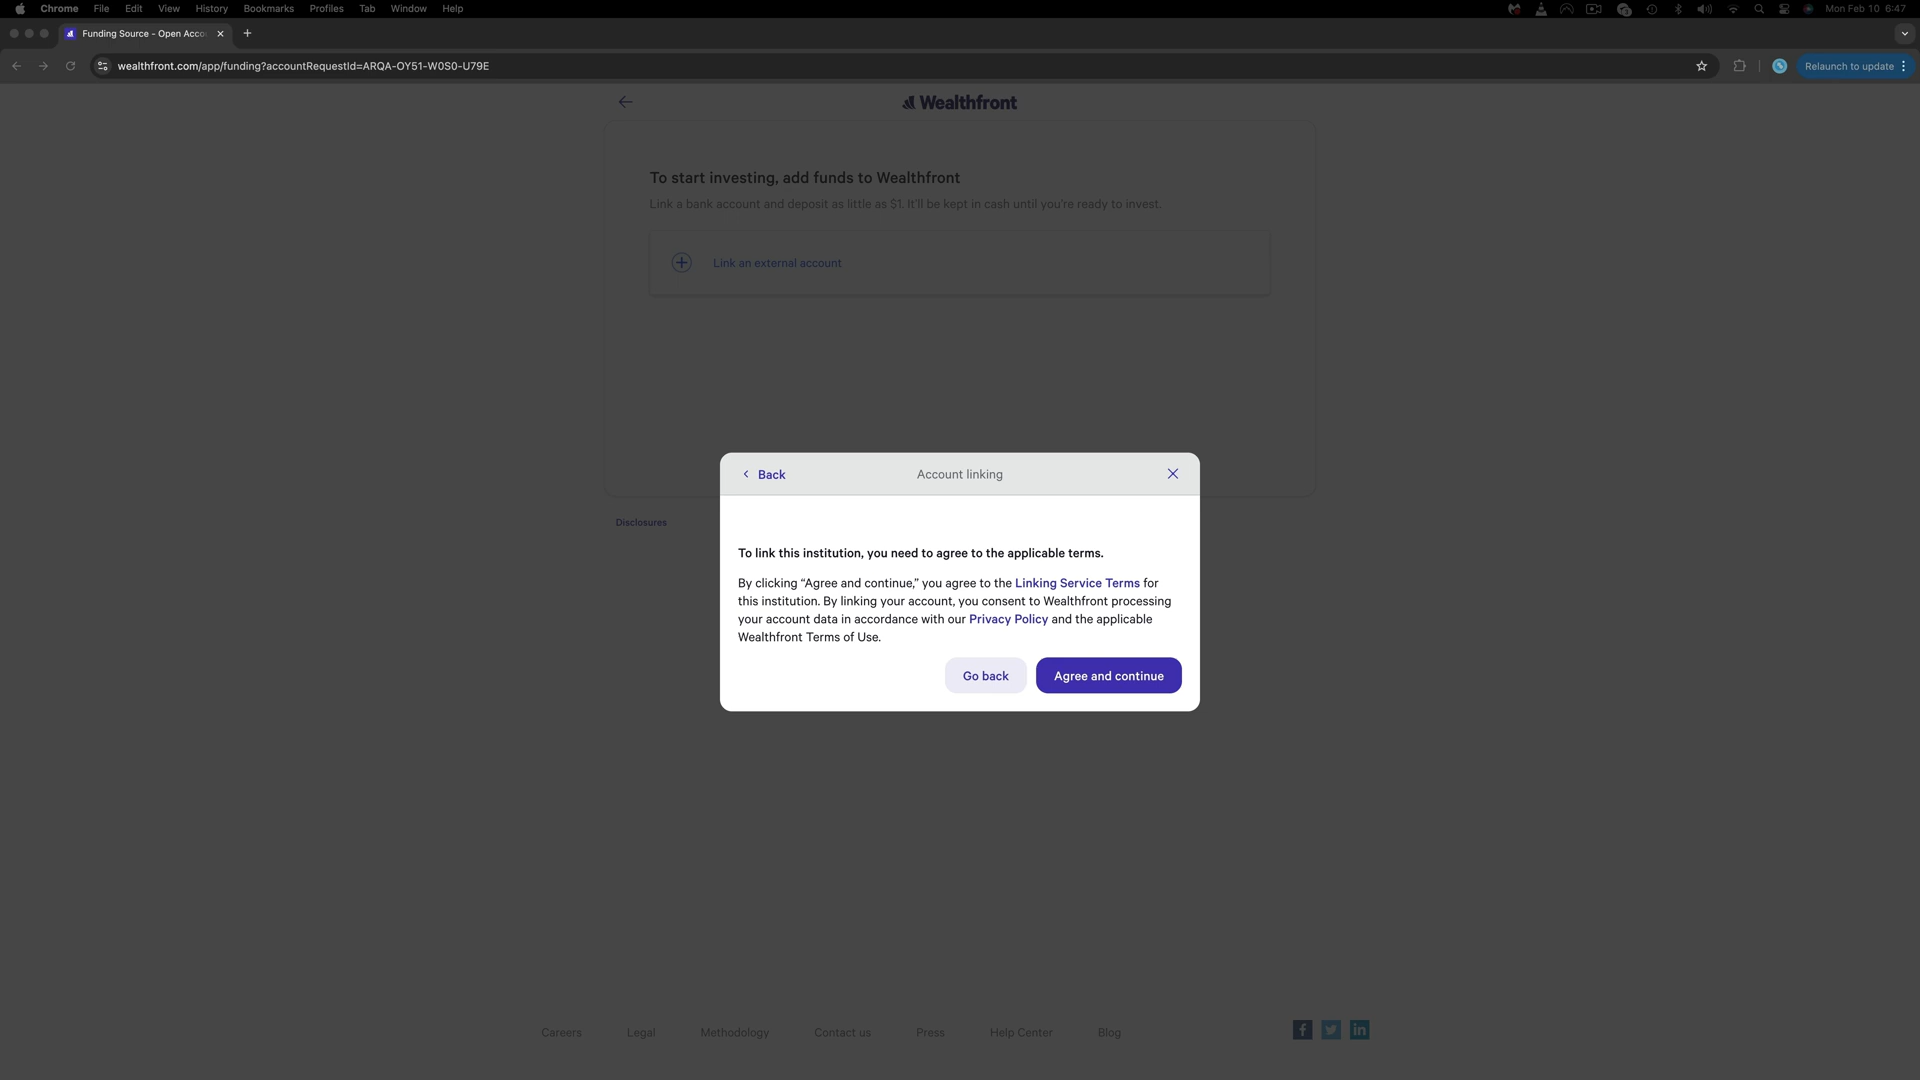 Chrome File Edit View History Bookmarks Profiles Tab Window Help Mon Feb 10 6:47
Funding Source - Open Acco
wealthfront.com/app/funding?accountRequestId=ARQA-OY51-W0S0-U79E Relaunch to update
Wealthfront
To start investing, add funds to Wealthfront
Link a bank account and deposit as little as $1. It'll be kept in cash until you're ready to invest.
Link an external account
Back Account linking
Disclosures
To link this institution, you need to agree to the applicable terms.
By clicking “Agree and continue,” you agree to the Linking Service Terms for
this institution. By linking your account, you consent to Wealthfront processing
your account data in accordance with our Privacy Policy and the applicable
Wealthfront Terms of Use.
Go back Agree and continue
Careers Legal Methodology Contact us Press Help Center Blog